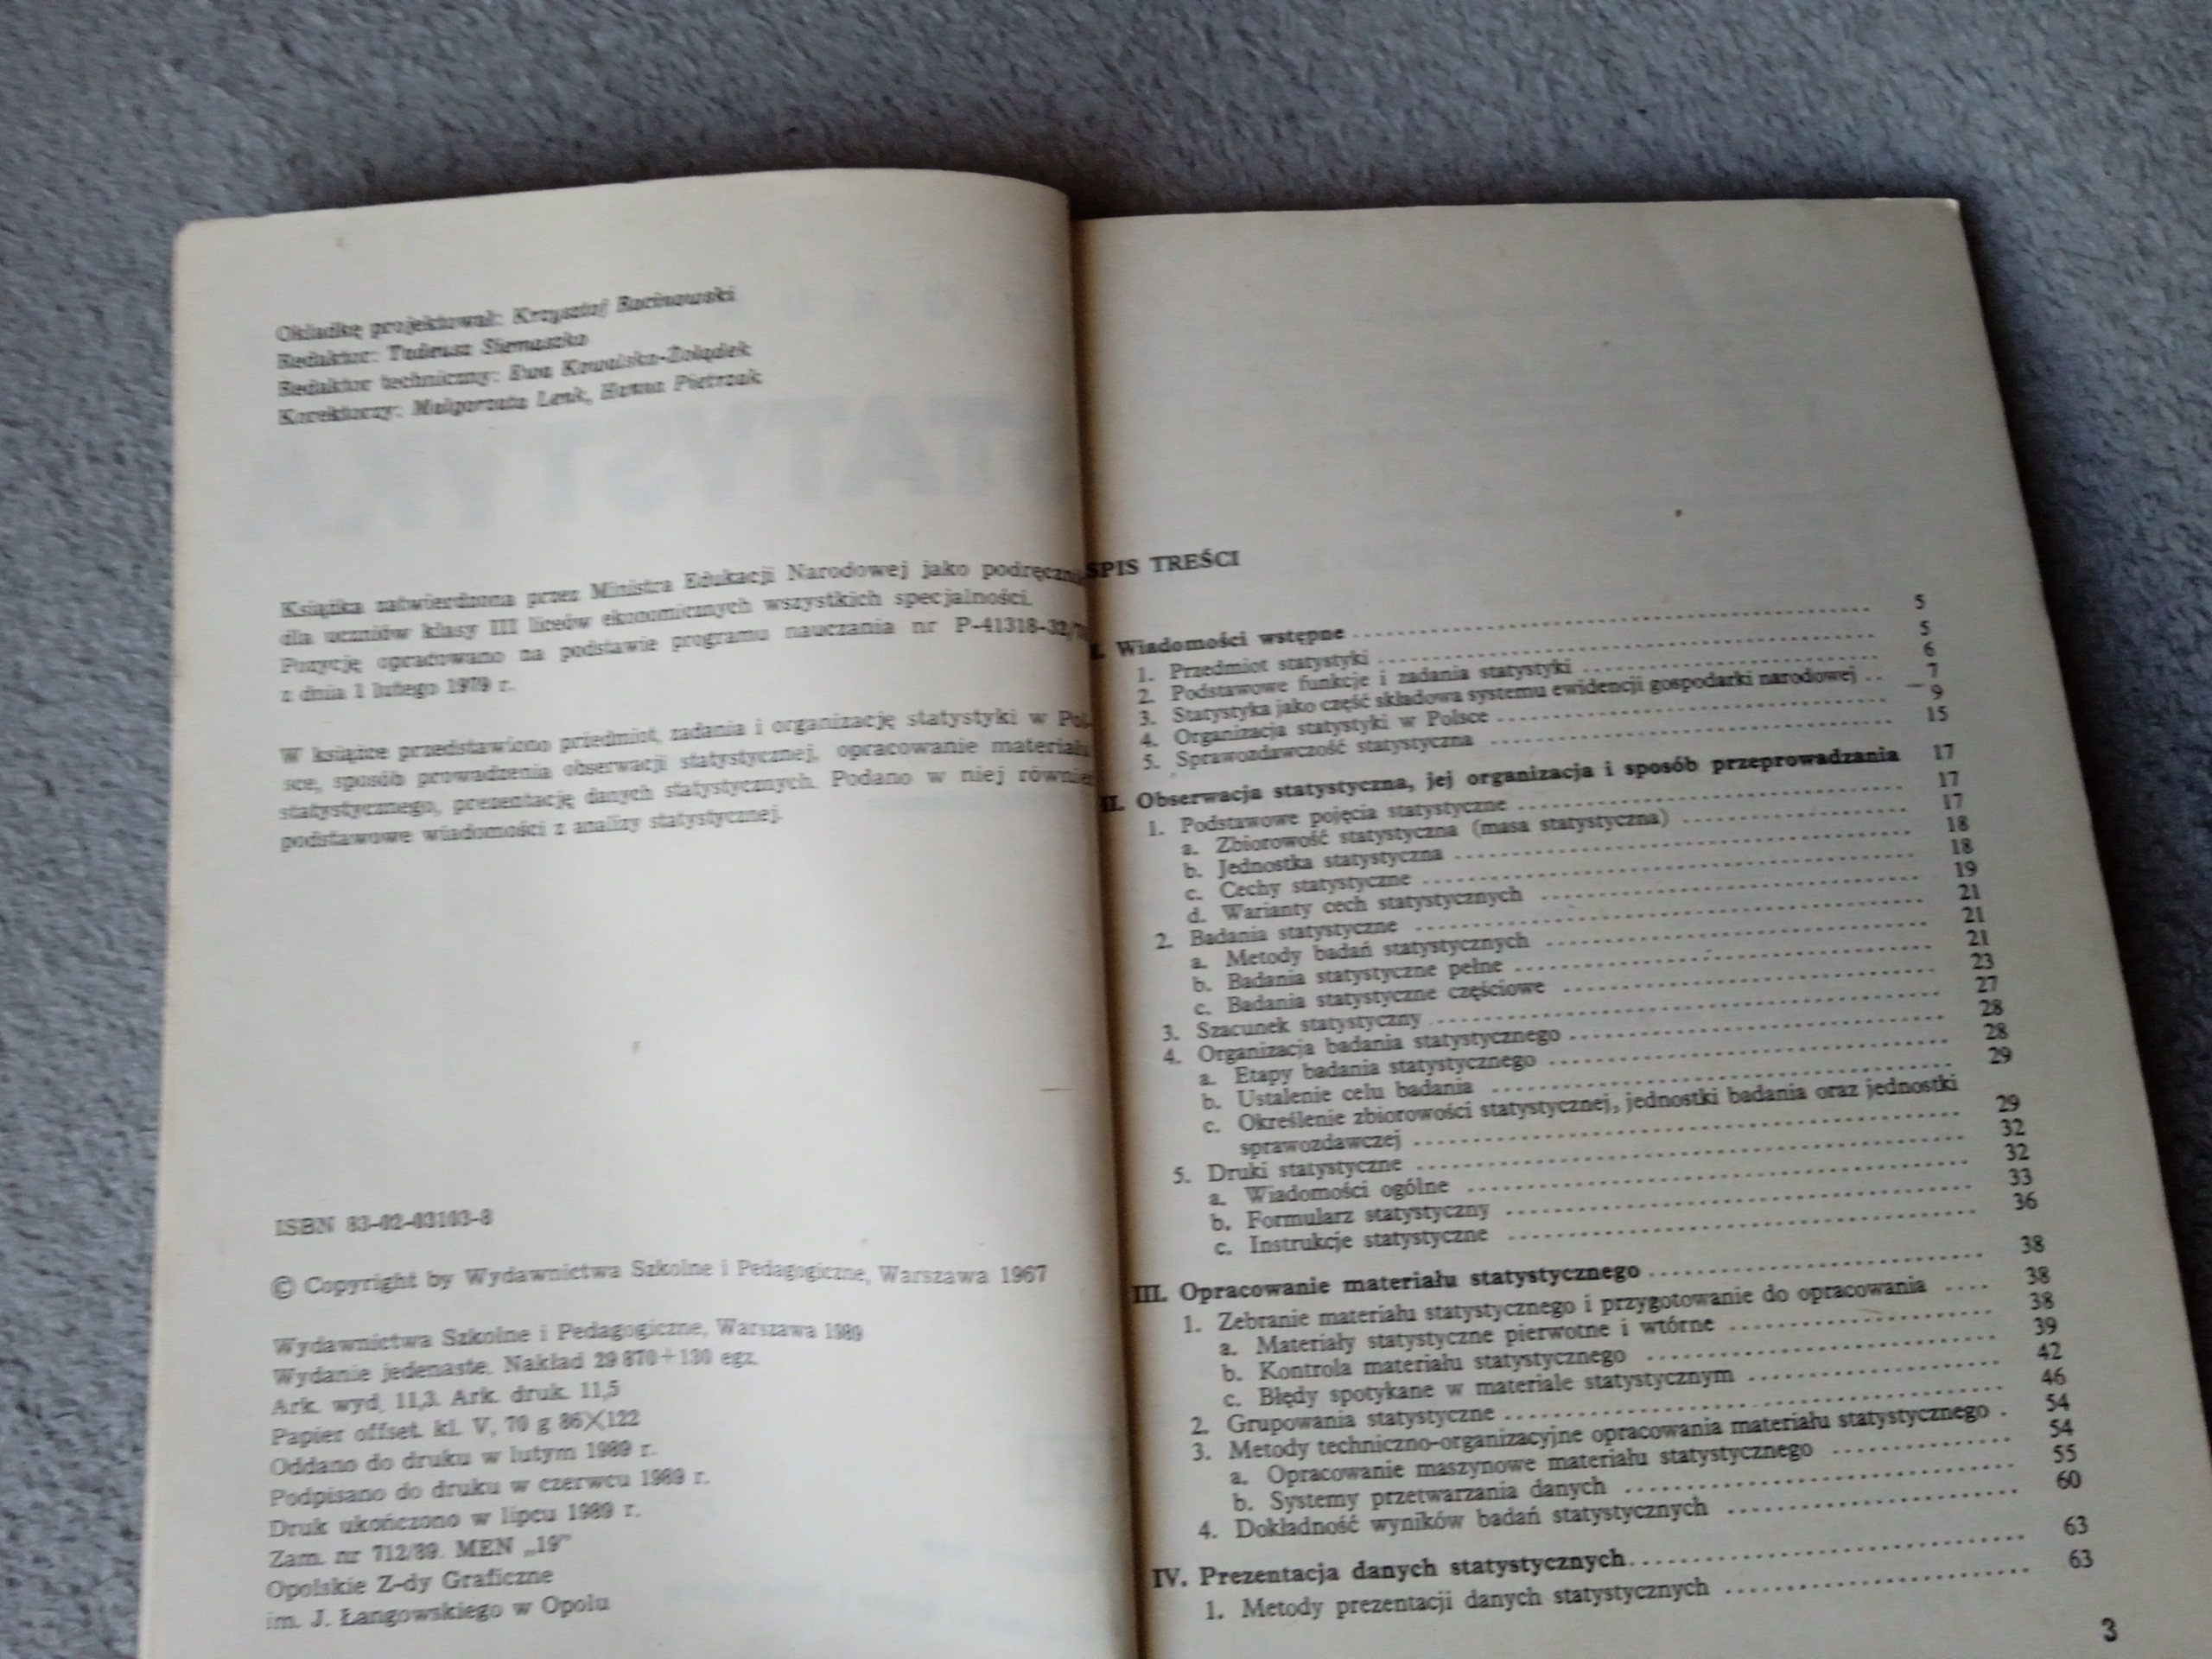 Okładkę projektował: Krzysztof Racinowski
Redaktor: Tadeusz Siemaszko
Redaktor techniczny: Ewa Kowalska-Żołądek
Korektorzy: Małgorzata Lenk, Hanna Pietrzak
STATYSTYKA
Książka zatwierdzona przez Ministra Edukacji Narodowej jako podręcznik
dla uczniów klasy III liceów ekonomicznych wszystkich specjalności.
Pozycję opracowano na podstawie programu nauczania nr P-41318-32/
z dnia 1 lutego 1979 r.
W książce przedstawiono przedmiot, zadania i organizację statystyki w Pol-
sce, sposób prowadzenia obserwacji statystycznej, opracowanie materiału
statystycznego, prezentację danych statystycznych. Podano w niej również
podstawowe wiadomości z analizy statystycznej.
ISBN 83-02-03103-8
© Copyright by Wydawnictwa Szkolne i Pedagogiczne, Warszawa 1967
Wydawnictwa Szkolne i Pedagogiczne, Warszawa 1989
Wydanie jedenaste. Nakład 29 870+130 egz.
Ark. wyd. 11,3. Ark. druk. 11,5
Papier offset. kl. V, 70 g 86X122
Oddano do druku w lutym 1989 r.
Podpisano do druku w czerwcu 1989 r.
Druk ukończono w lipcu 1989 r.
Zam. nr 712/89. MEN „19”
Opolskie Z-dy Graficzne
im. J. Łangowskiego w Opolu
SPIS TREŚCI
I. Wiadomości wstępne ........ 5
1. Przedmiot statystyki ........ 5
2. Podstawowe funkcje i zadania statystyki ........ 6
3. Statystyka jako część składowa systemu ewidencji gospodarki narodowej .. 7
4. Organizacja statystyki w Polsce ........ 9
5. Sprawozdawczość statystyczna ........ 15
II. Obserwacja statystyczna, jej organizacja i sposób przeprowadzania 17
1. Podstawowe pojęcia statystyczne ........ 17
a. Zbiorowość statystyczna (masa statystyczna) ........ 17
b. Jednostka statystyczna ........ 18
c. Cechy statystyczne ........ 18
d. Warianty cech statystycznych ........ 19
2. Badania statystyczne ........ 21
a. Metody badań statystycznych ........ 21
b. Badania statystyczne pełne ........ 21
c. Badania statystyczne częściowe ........ 23
3. Szacunek statystyczny ........ 27
4. Organizacja badania statystycznego ........ 28
a. Etapy badania statystycznego ........ 28
b. Ustalenie celu badania ........ 29
c. Określenie zbiorowości statystycznej, jednostki badania oraz jednostki
sprawozdawczej ........ 29
5. Druki statystyczne ........ 32
a. Wiadomości ogólne ........ 32
b. Formularz statystyczny ........ 33
c. Instrukcje statystyczne ........ 36
III. Opracowanie materiału statystycznego ........ 38
1. Zebranie materiału statystycznego i przygotowanie do opracowania .... 38
a. Materiały statystyczne pierwotne i wtórne ........ 38
b. Kontrola materiału statystycznego ........ 39
c. Błędy spotykane w materiale statystycznym ........ 42
2. Grupowania statystyczne ........ 46
3. Metody techniczno-organizacyjne opracowania materiału statystycznego . 54
a. Opracowanie maszynowe materiału statystycznego ........ 54
b. Systemy przetwarzania danych ........ 55
4. Dokładność wyników badań statystycznych ........ 60
IV. Prezentacja danych statystycznych ........ 63
1. Metody prezentacji danych statystycznych ........ 63
3